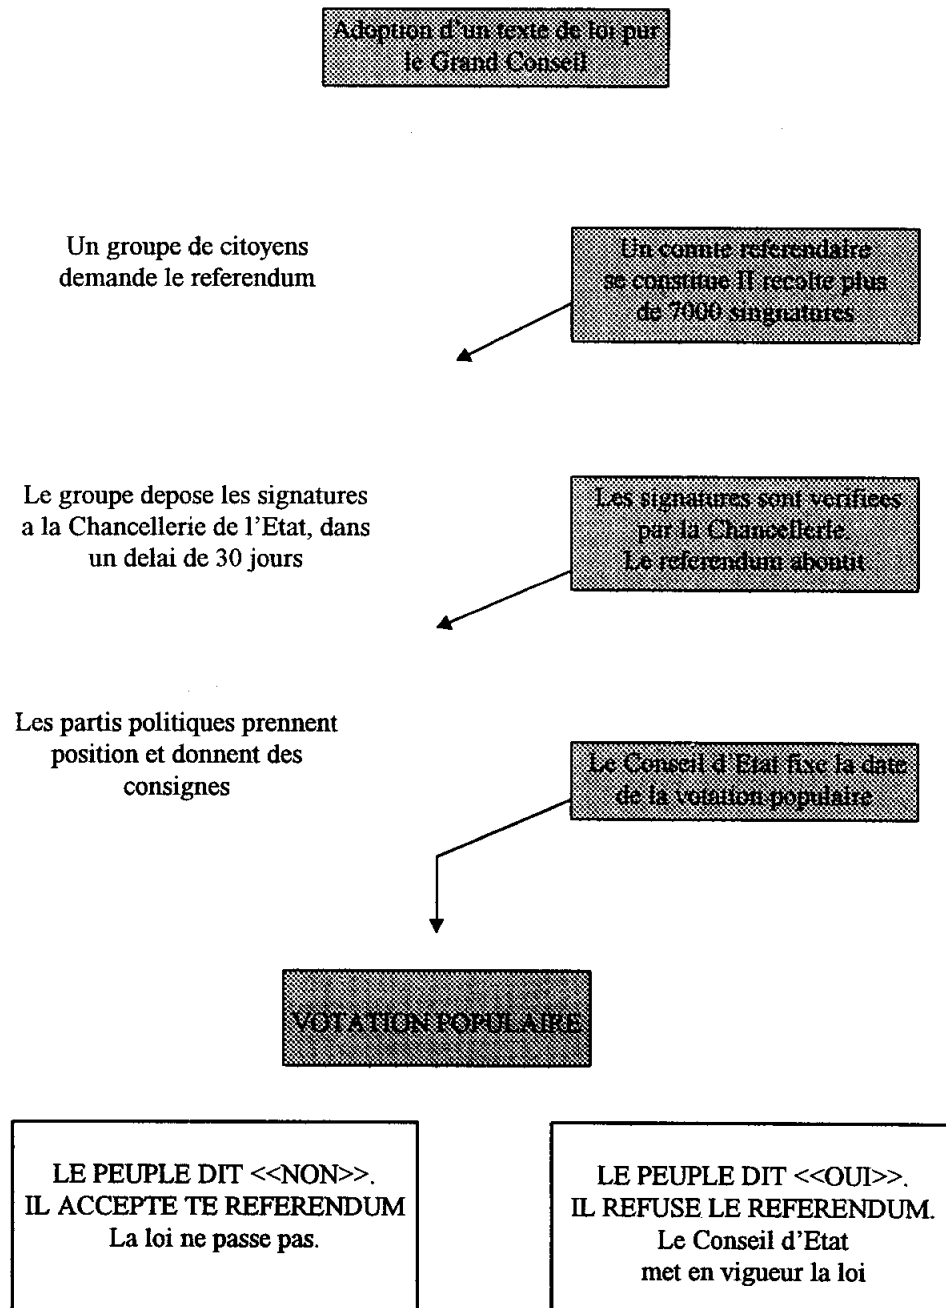 Adoption d'un texte de loi pur
le Grand Conseil
Un groupe de citoyens
demande le referendum
Un comite referendaire
se constitue Il recolte plus
de 7000 singnatures
Le groupe depose les signatures
a la Chancellerie de l'Etat, dans
un delai de 30 jours
Les signatures sont verifiees
par la Chancellerie.
Le referendum aboutit
Les partis politiques prennent
position et donnent des
consignes
Le Conseil d'Etat fixe la date
de la votation populaire
VOTATION POPULAIRE
LE PEUPLE DIT <<NON>>.
IL ACCEPTE TE REFERENDUM
La loi ne passe pas.
LE PEUPLE DIT <<OUI>>.
IL REFUSE LE REFERENDUM.
Le Conseil d'Etat
met en vigueur la loi